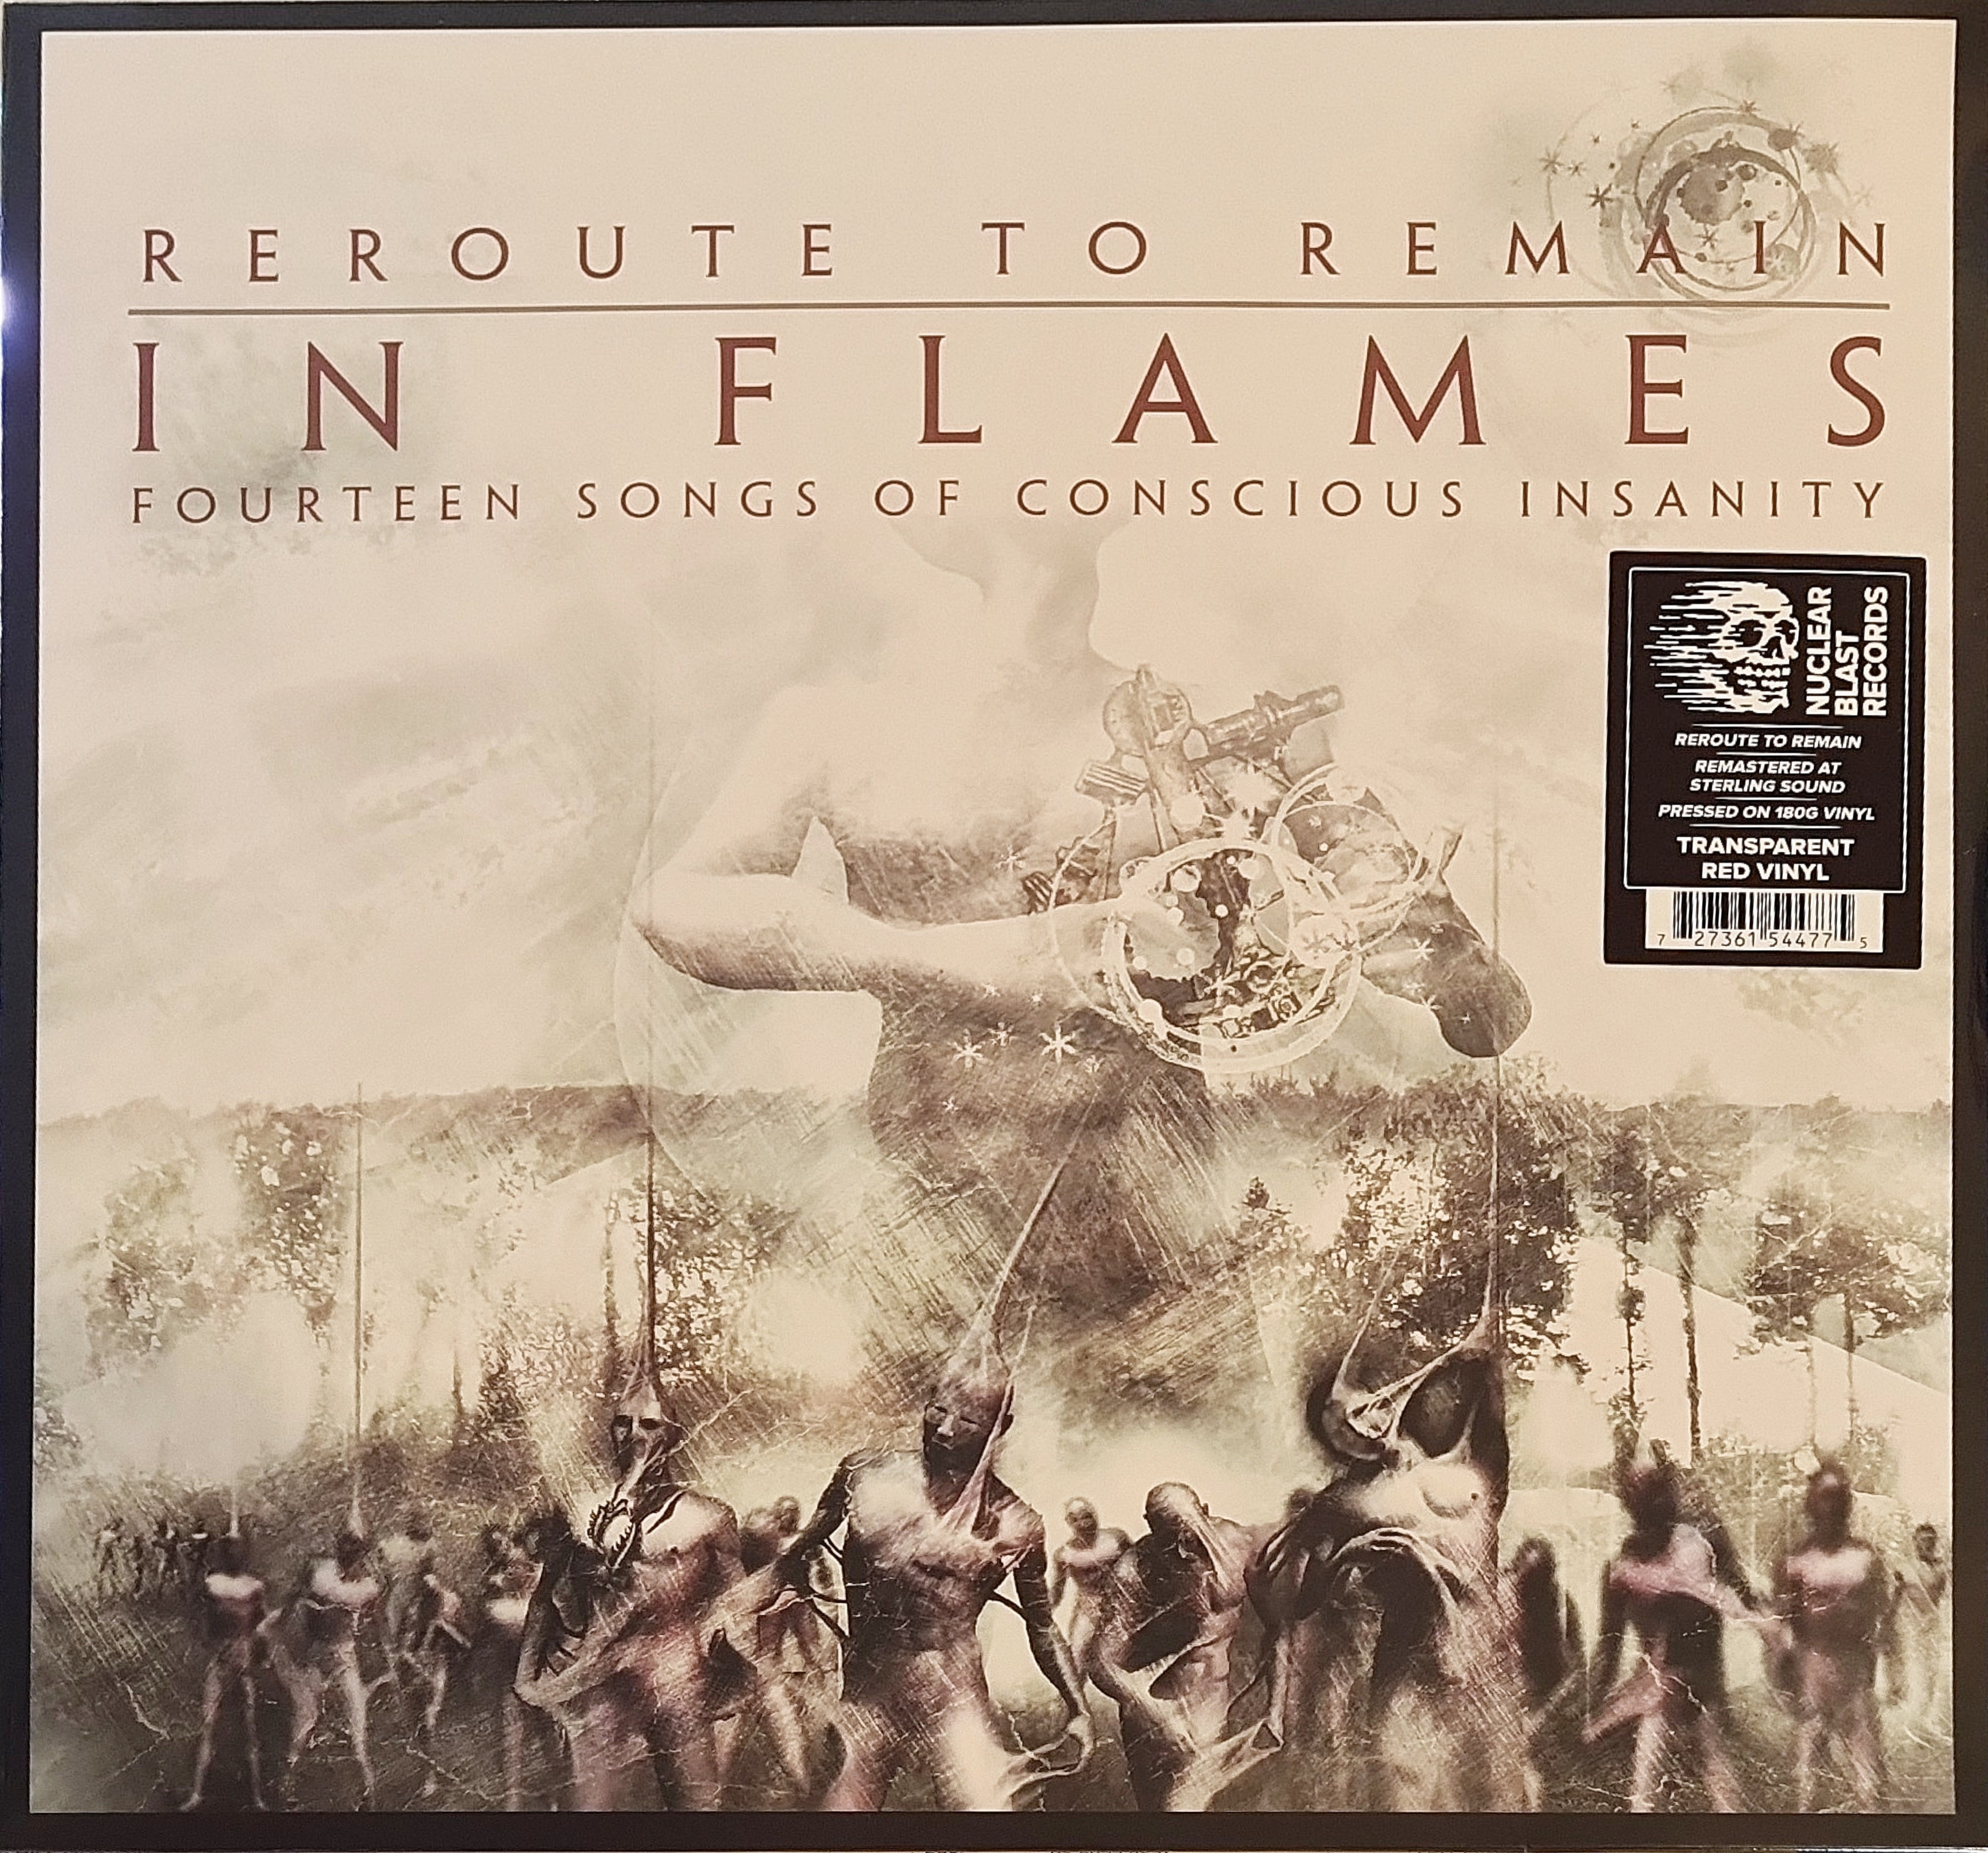 REROUTE TO REMAIN
IN FLAMES
FOURTEEN SONGS OF CONSCIOUS INSANITY
NUCLEAR
BLAST
RECORDS
REROUTE TO REMAIN
REMASTERED AT
STERLING SOUND
PRESSED ON 180G VINYL
TRANSPARENT
RED VINYL
7 27361 54477 5